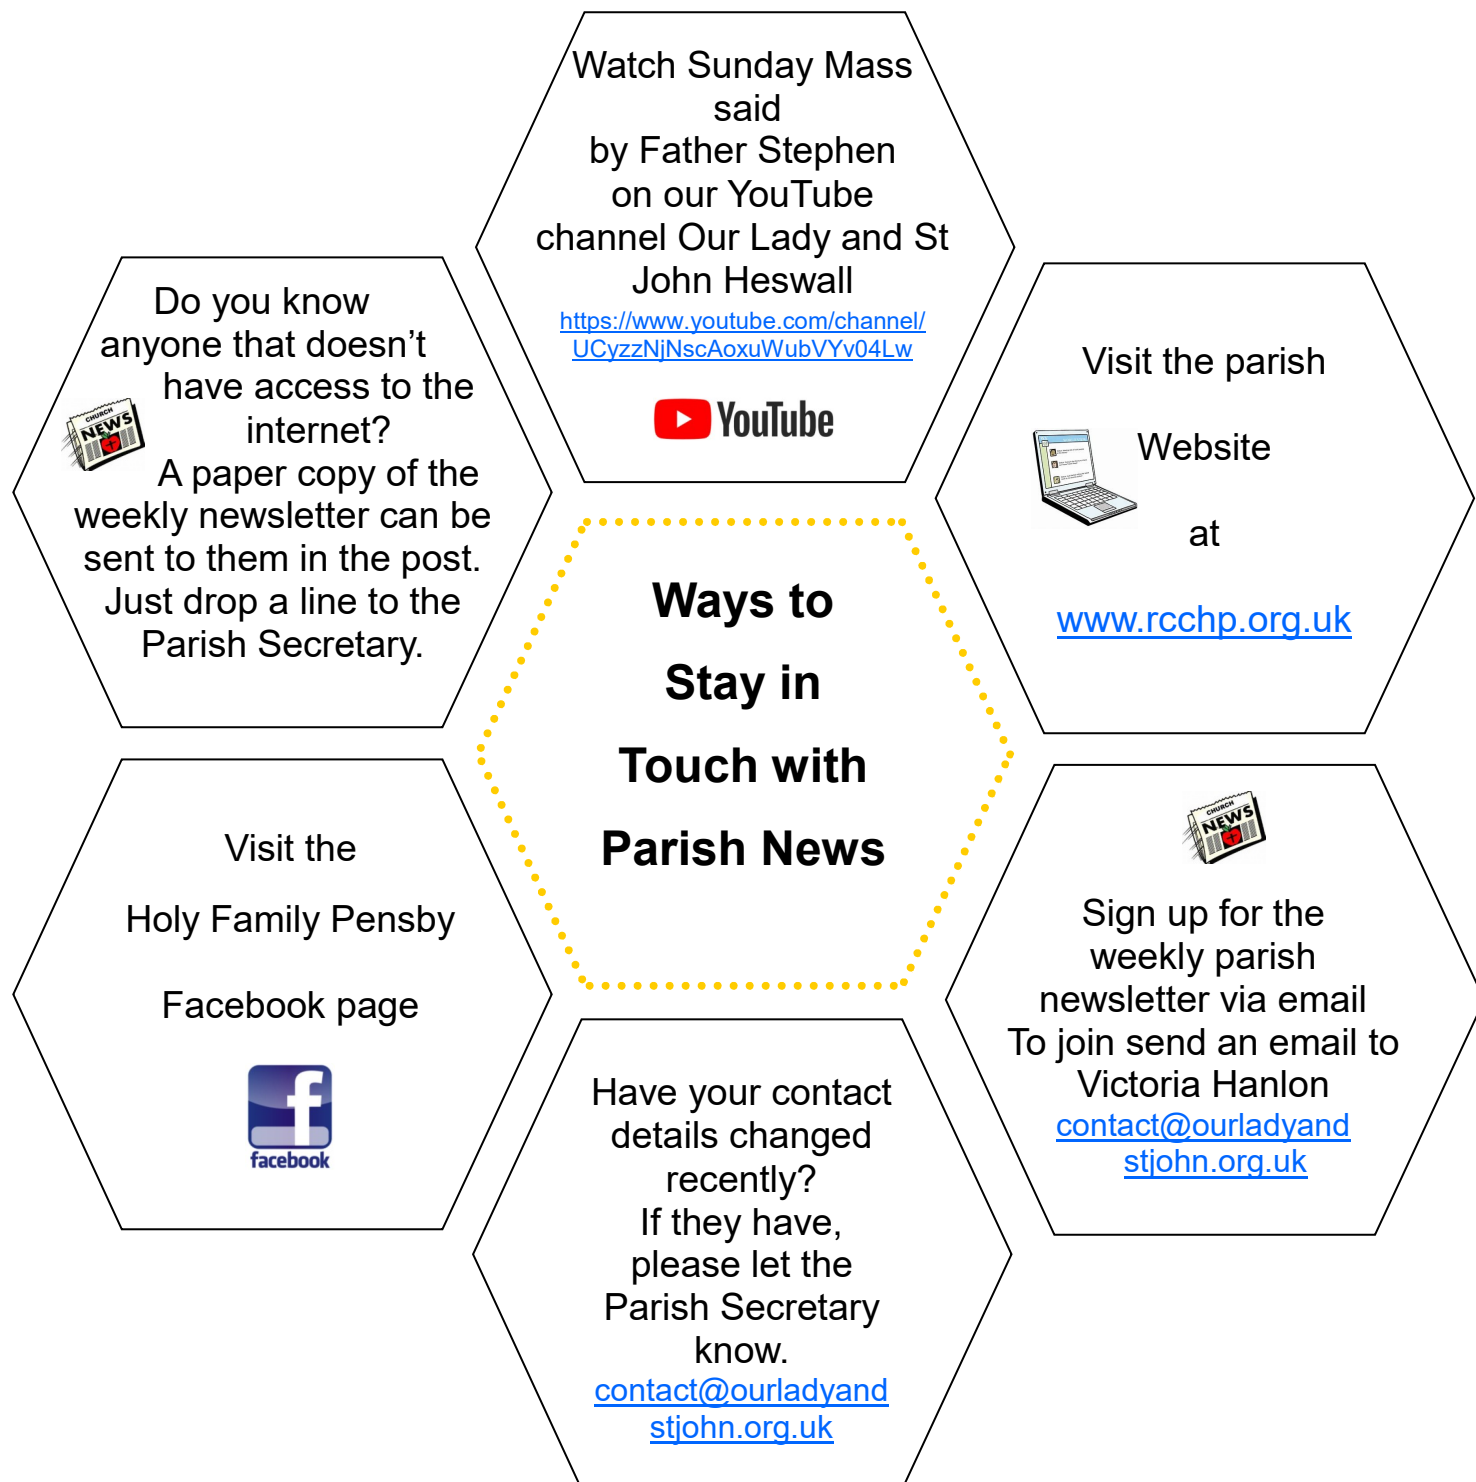 Watch Sunday Mass
said
by Father Stephen
on our YouTube
channel Our Lady and St
John Heswall
https://www.youtube.com/channel/
UCyzzNjNscAoxuWubVYv04Lw
YouTube
Do you know
anyone that doesn’t
have access to the
internet?
A paper copy of the
weekly newsletter can be
sent to them in the post.
Just drop a line to the
Parish Secretary.
CHURCH
NEWS
Visit the parish
Website
at
www.rcchp.org.uk
Ways to
Stay in
Touch with
Parish News
Visit the
Holy Family Pensby
Facebook page
facebook
CHURCH
NEWS
Sign up for the
weekly parish
newsletter via email
To join send an email to
Victoria Hanlon
contact@ourladyand
stjohn.org.uk
Have your contact
details changed
recently?
If they have,
please let the
Parish Secretary
know.
contact@ourladyand
stjohn.org.uk